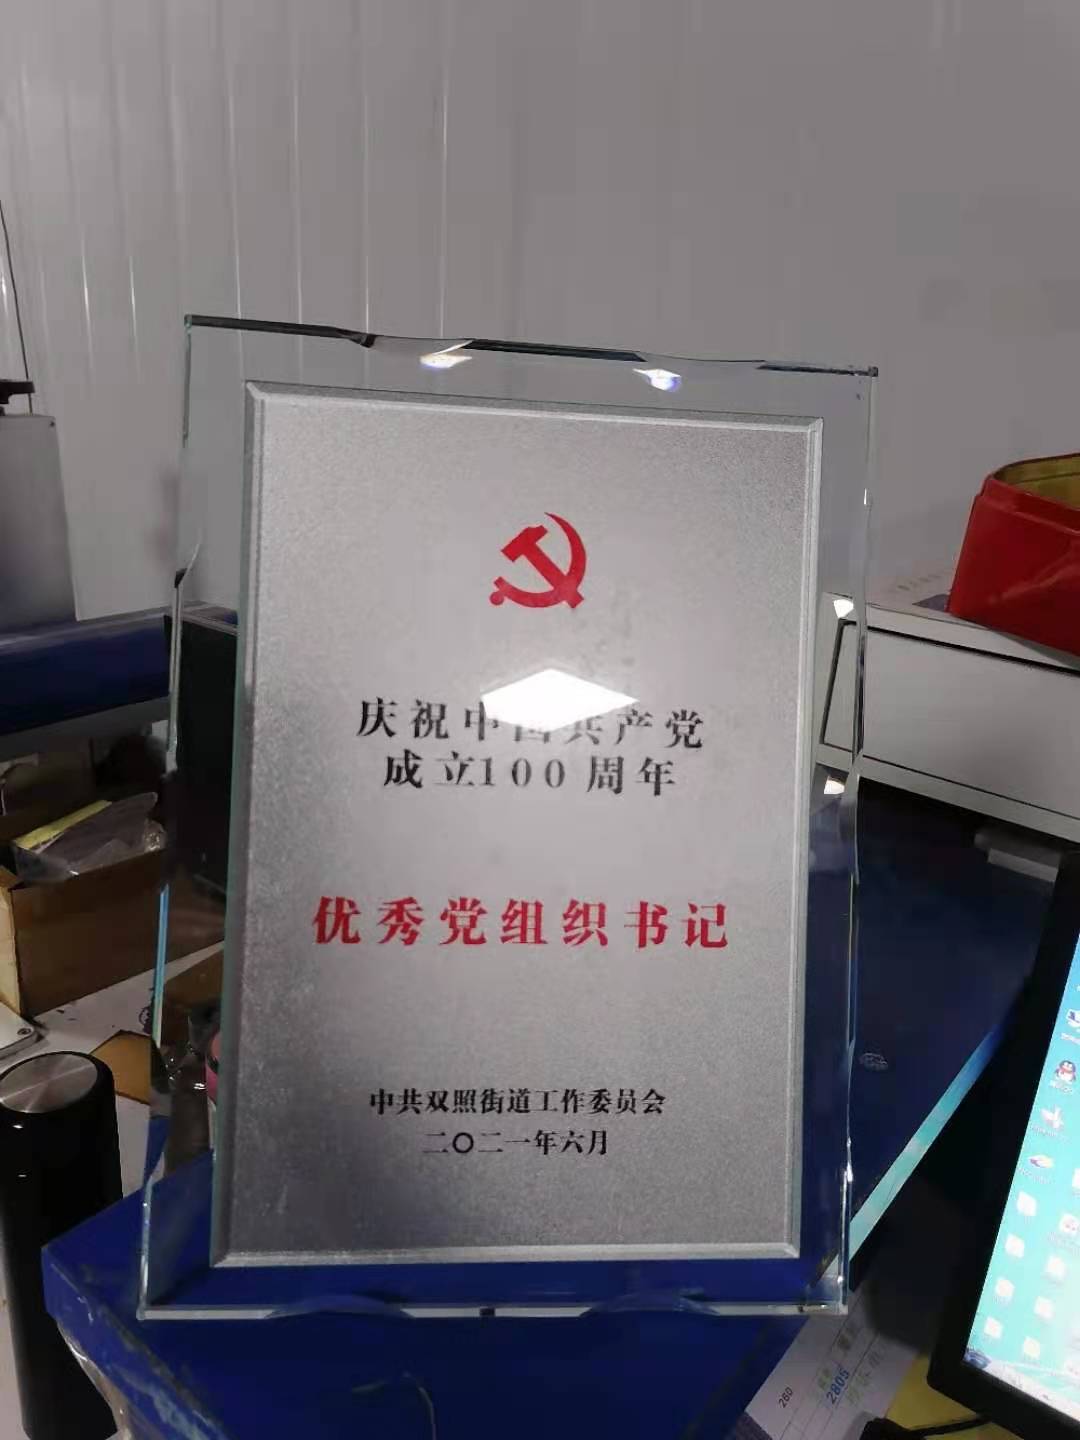 庆祝中国共产党
成立100周年
优秀党组织书记
中共双照街道工作委员会
二〇二一年六月
260
2805